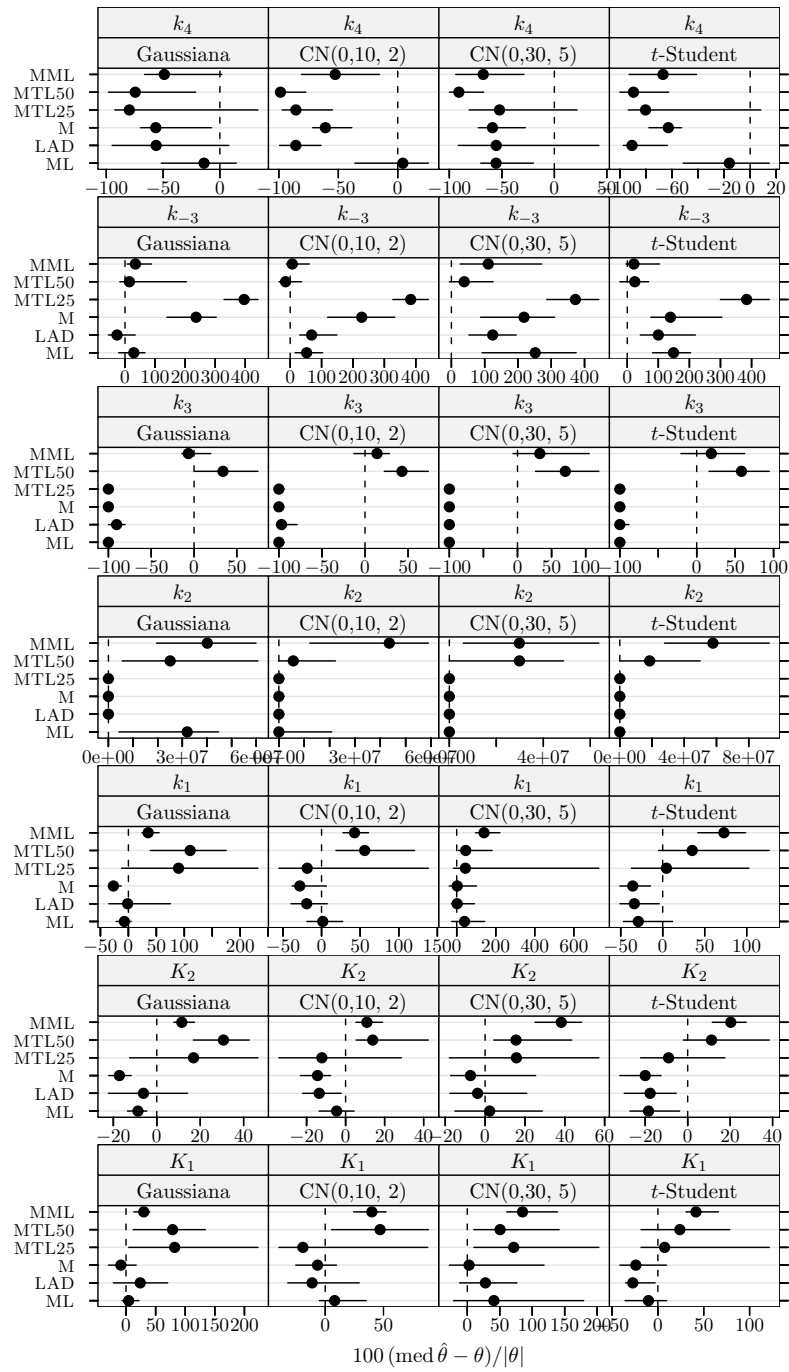 k₄ k₄ k₄ k₄
Gaussiana CN(0,10, 2) CN(0,30, 5) t-Student
MML
MTL50
MTL25
M
LAD
ML
−100 −50 0 −100 −50 0 −100 −50 0 50 −100 −60 −20 0 20
k₋₃ k₋₃ k₋₃ k₋₃
Gaussiana CN(0,10, 2) CN(0,30, 5) t-Student
MML
MTL50
MTL25
M
LAD
ML
0 100 200 300 400 0 100 200 300 400 0 100 200 300 400 0 100 200 300 400
k₃ k₃ k₃ k₃
Gaussiana CN(0,10, 2) CN(0,30, 5) t-Student
MML
MTL50
MTL25
M
LAD
ML
−100 0 50 −100 −50 0 50 −100 0 50 100 −100 0 50 100
k₂ k₂ k₂ k₂
Gaussiana CN(0,10, 2) CN(0,30, 5) t-Student
MML
MTL50
MTL25
M
LAD
ML
0e+00 3e+07 6e+07 0e+00 3e+07 6e+07 0e+00 4e+07 0e+00 4e+07 8e+07
k₁ k₁ k₁ k₁
Gaussiana CN(0,10, 2) CN(0,30, 5) t-Student
MML
MTL50
MTL25
M
LAD
ML
−50 0 50 100 200 −50 0 50 100 150 0 200 400 600 −50 0 50 100
K₂ K₂ K₂ K₂
Gaussiana CN(0,10, 2) CN(0,30, 5) t-Student
MML
MTL50
MTL25
M
LAD
ML
−20 0 20 40 −20 0 20 40 −20 0 20 40 60 −20 0 20 40
K₁ K₁ K₁ K₁
Gaussiana CN(0,10, 2) CN(0,30, 5) t-Student
MML
MTL50
MTL25
M
LAD
ML
0 50 100 150 200 0 50 0 50 100 150 200 −50 0 50 100
100 (med θ̂ − θ)/|θ|